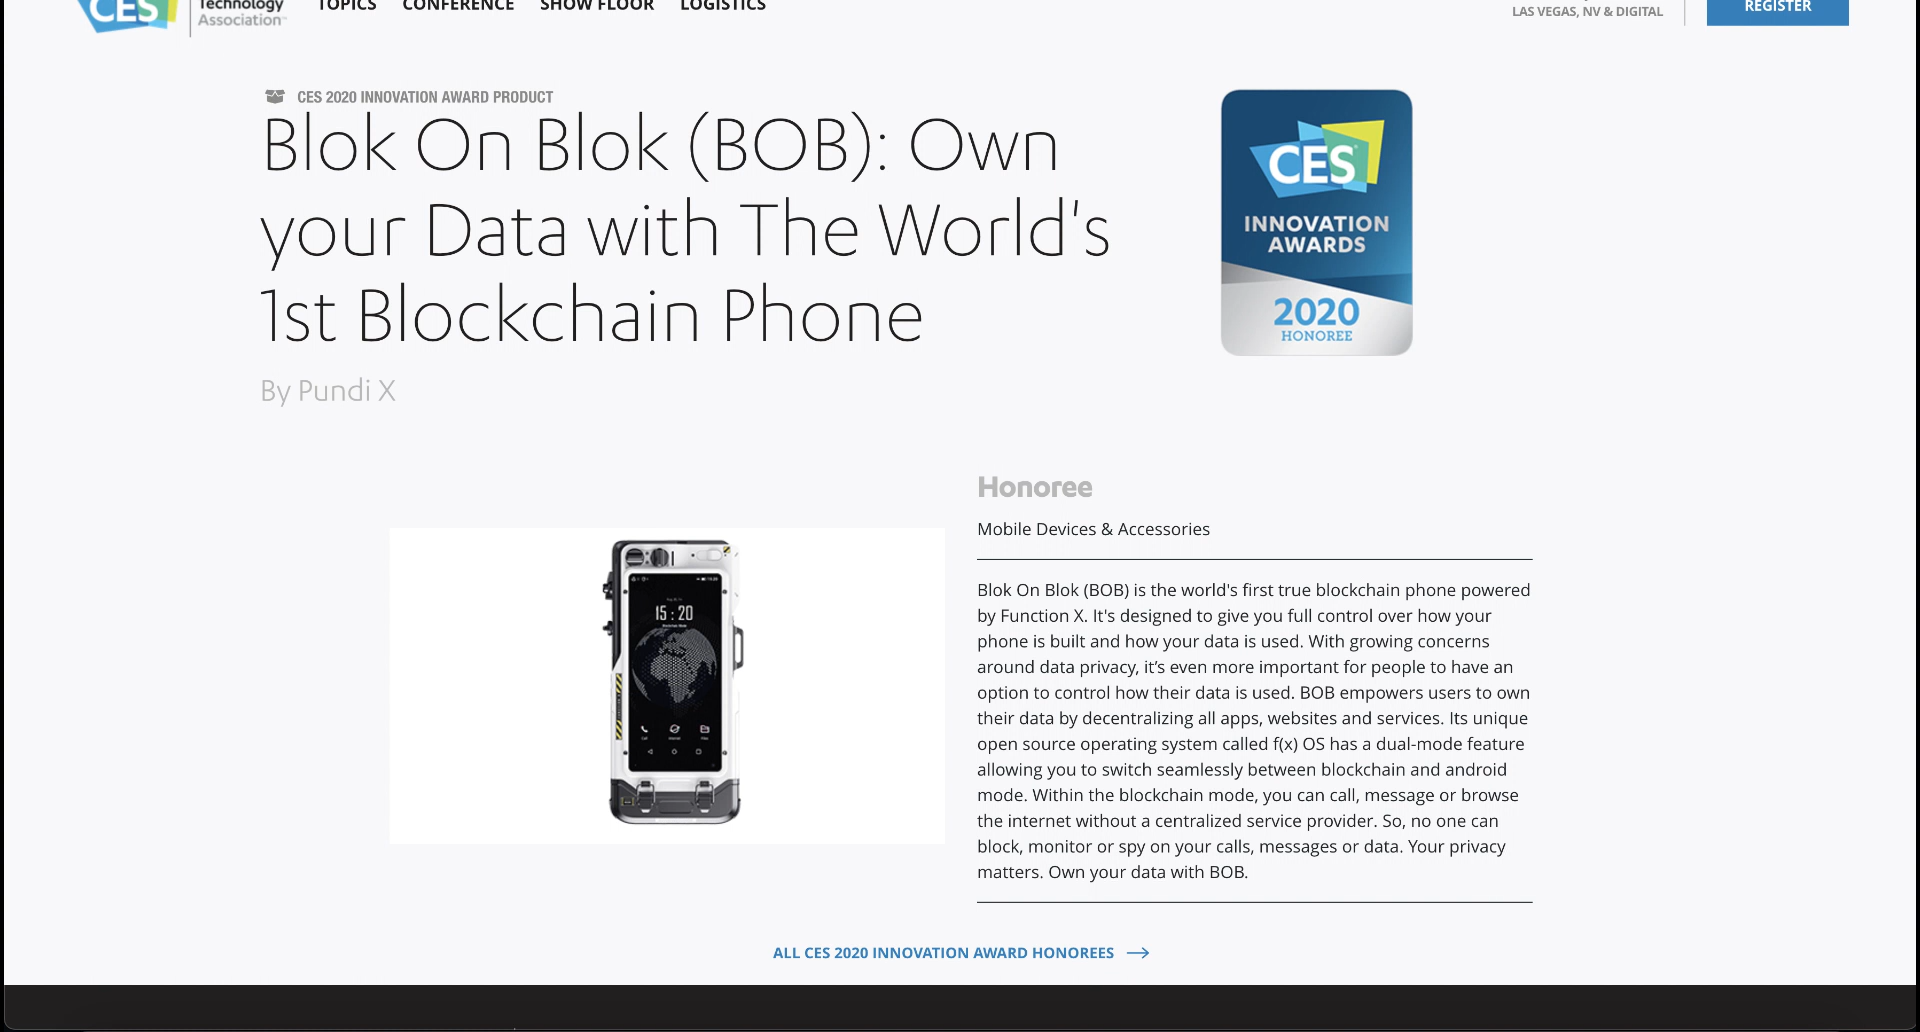 CES
Technology
Association™
TOPICS CONFERENCE SHOW FLOOR LOGISTICS
LAS VEGAS, NV & DIGITAL
REGISTER
CES 2020 INNOVATION AWARD PRODUCT
Blok On Blok (BOB): Own
your Data with The World's
1st Blockchain Phone
By Pundi X
CES
INNOVATION
AWARDS
2020
HONOREE
Honoree
Mobile Devices & Accessories
15:20
Blok On Blok (BOB) is the world's first true blockchain phone powered
by Function X. It's designed to give you full control over how your
phone is built and how your data is used. With growing concerns
around data privacy, it’s even more important for people to have an
option to control how their data is used. BOB empowers users to own
their data by decentralizing all apps, websites and services. Its unique
open source operating system called f(x) OS has a dual-mode feature
allowing you to switch seamlessly between blockchain and android
mode. Within the blockchain mode, you can call, message or browse
the internet without a centralized service provider. So, no one can
block, monitor or spy on your calls, messages or data. Your privacy
matters. Own your data with BOB.
ALL CES 2020 INNOVATION AWARD HONOREES